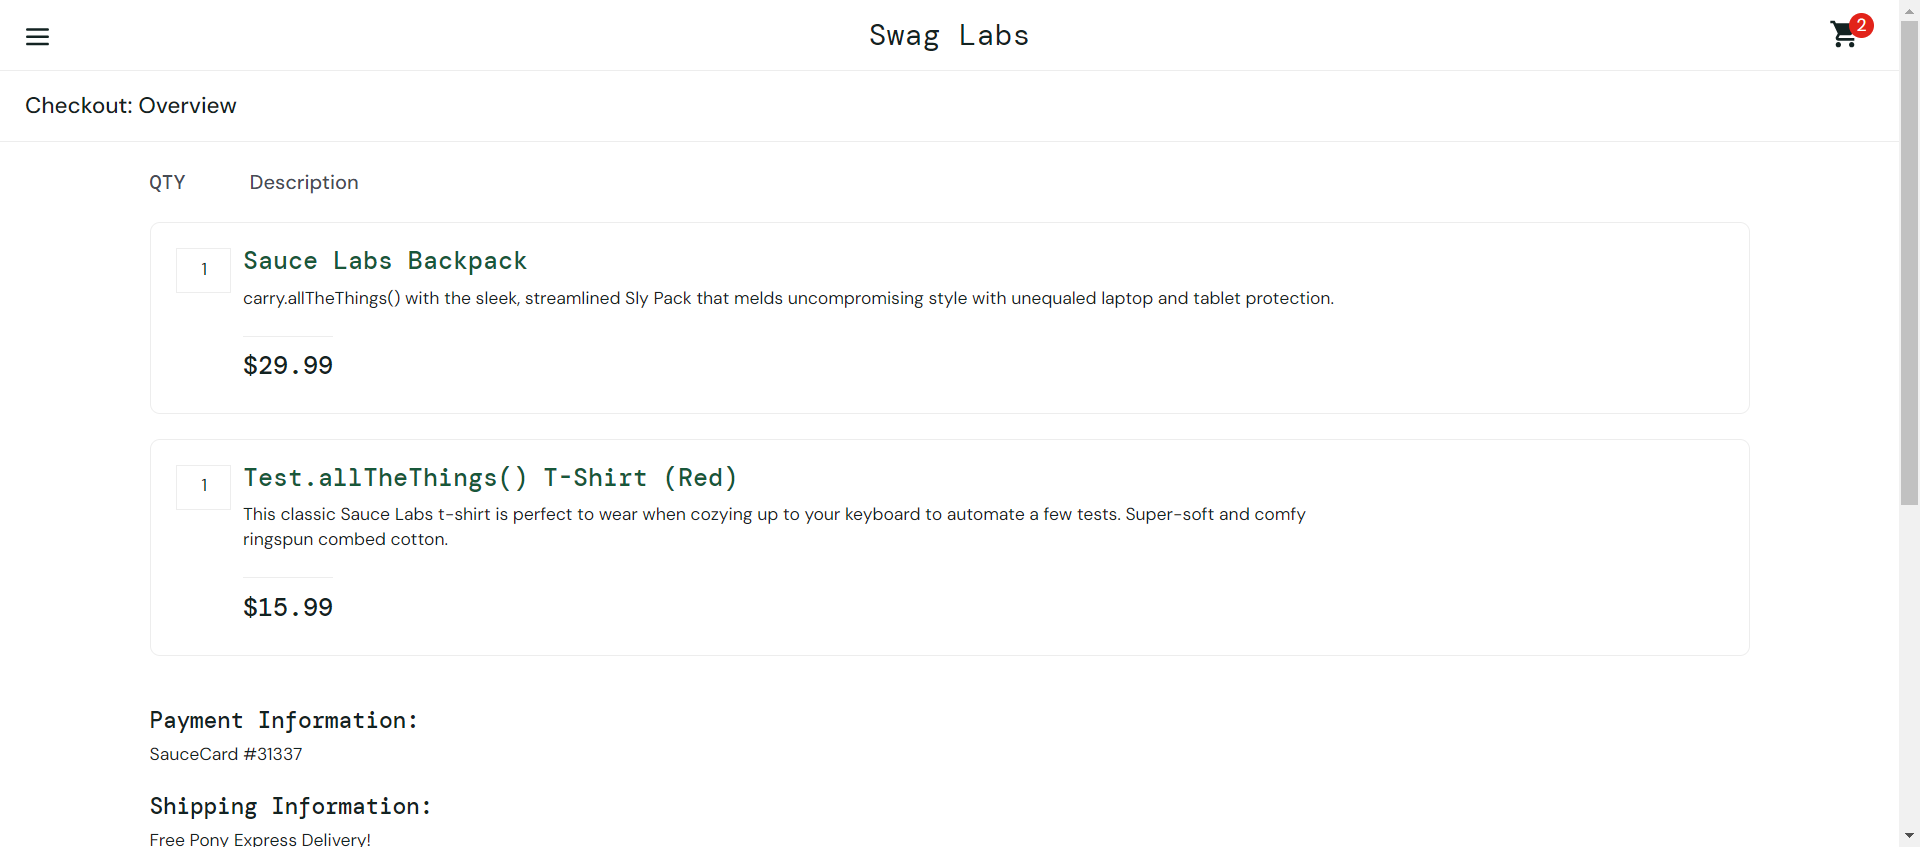 Swag Labs
2
Checkout: Overview
QTY Description
1
Sauce Labs Backpack
carry.allTheThings() with the sleek, streamlined Sly Pack that melds uncompromising style with unequaled laptop and tablet protection.
$29.99
1
Test.allTheThings() T-Shirt (Red)
This classic Sauce Labs t-shirt is perfect to wear when cozying up to your keyboard to automate a few tests. Super-soft and comfy
ringspun combed cotton.
$15.99
Payment Information:
SauceCard #31337
Shipping Information:
Free Pony Express Delivery!